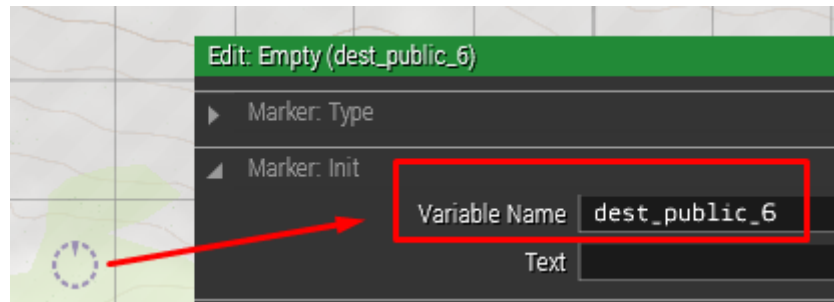 Edit: Empty (dest_public_6)
Marker: Type
Marker: Init
Variable Name dest_public_6
Text